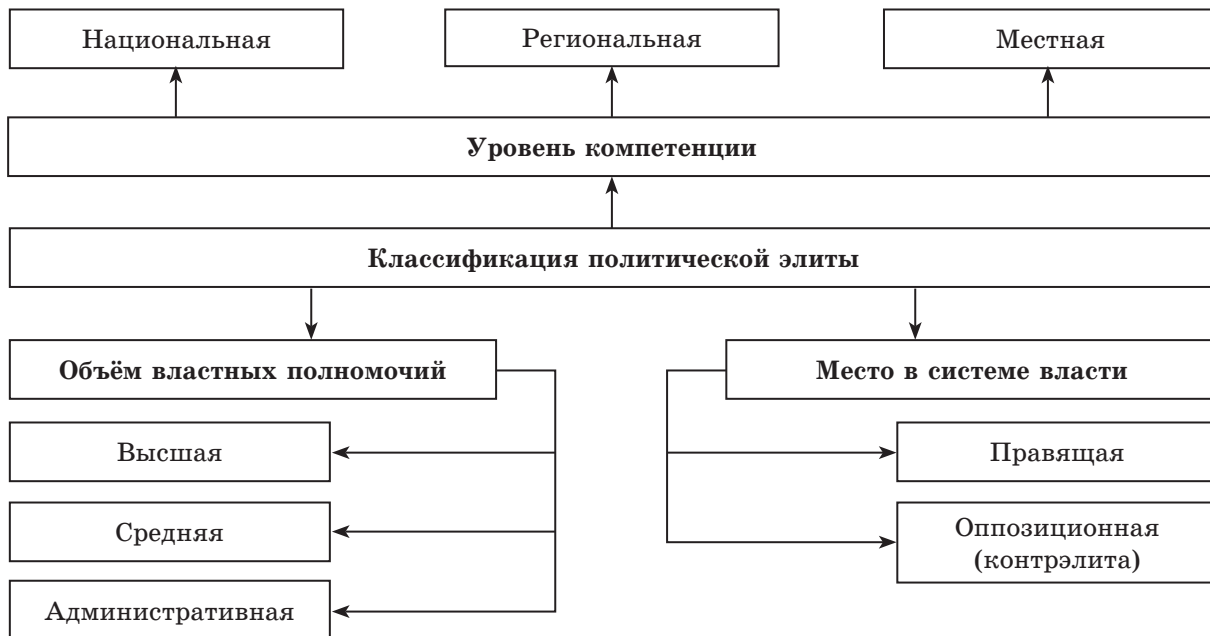 Национальная
Региональная
Местная
Уровень компетенции
Классификация политической элиты
Объём властных полномочий
Место в системе власти
Высшая
Правящая
Средняя
Оппозиционная
(контрэлита)
Административная